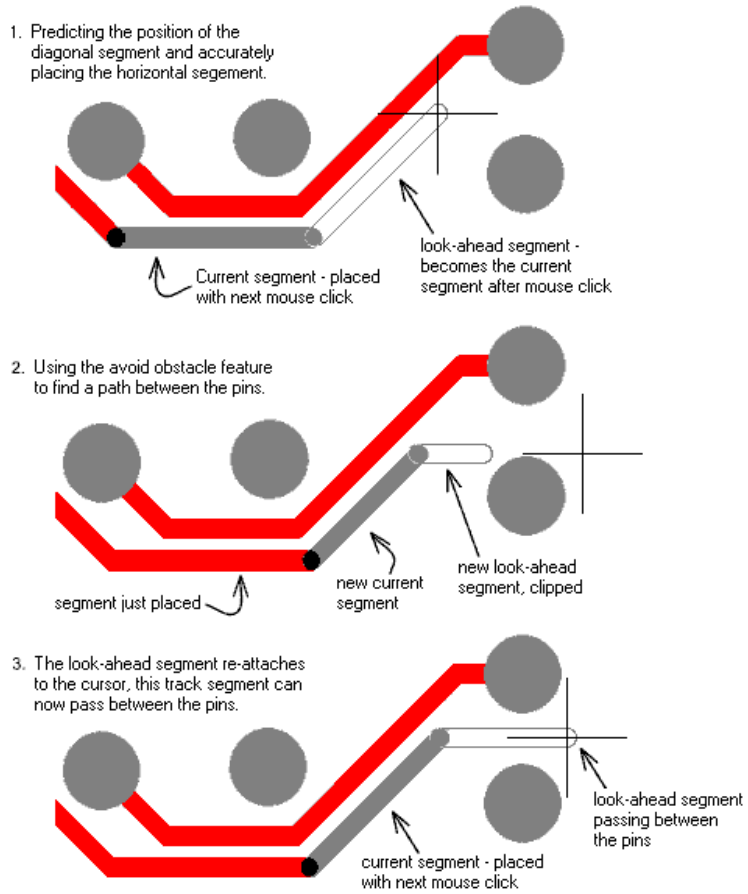 1. Predicting the position of the
diagonal segment and accurately
placing the horizontal segement.
look-ahead segment -
becomes the current
segment after mouse click
Current segment - placed
with next mouse click
2. Using the avoid obstacle feature
to find a path between the pins.
new look-ahead
segment, clipped
new current
segment
segment just placed
3. The look-ahead segment re-attaches
to the cursor, this track segment can
now pass between the pins.
look-ahead segment
passing between
the pins
current segment - placed
with next mouse click